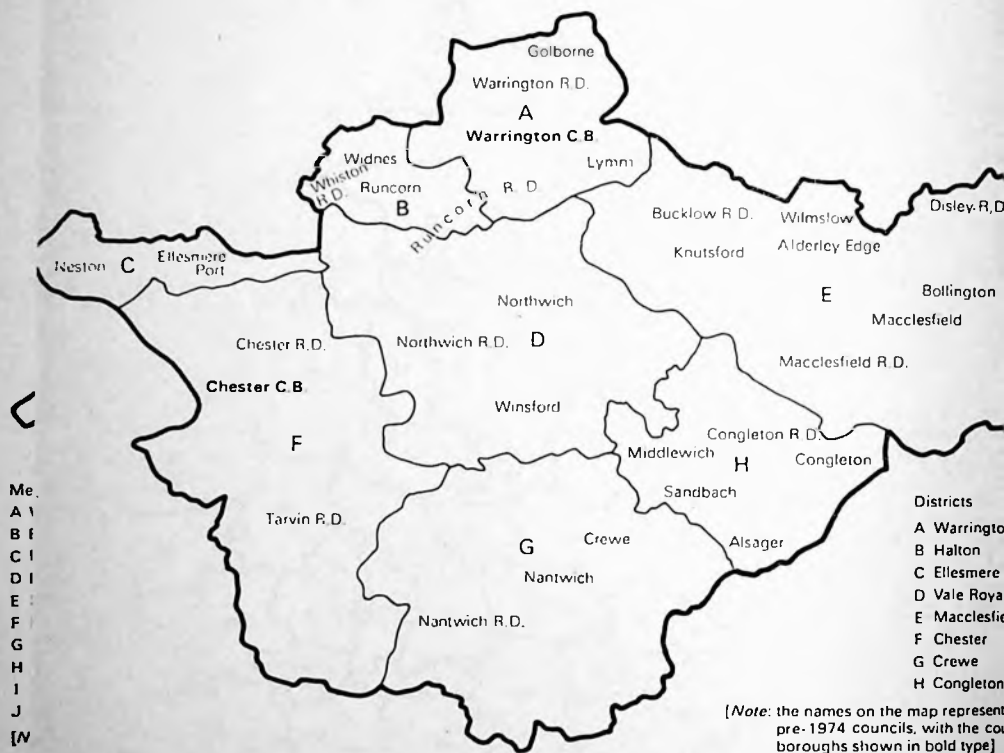 Golborne
Warrington R.D.
A
Warrington C.B.
Lymm
Widnes
Whiston
R.D.
Runcorn
B
Runcorn R.D.
Bucklow R.D.
Wilmslow
Disley R.D.
Knutsford
Alderley Edge
E
Bollington
Macclesfield
Macclesfield R.D.
Neston
C
Ellesmere
Port
Northwich
Northwich R.D.
D
Winsford
Chester R.D.
Chester C.B.
F
Tarvin R.D.
Middlewich
Congleton R.D.
H
Congleton
Sandbach
Alsager
G
Crewe
Nantwich
Nantwich R.D.
Me
A
B
C
D
E
F
G
H
I
J
[N
Districts
A Warringto
B Halton
C Ellesmere
D Vale Roya
E Macclesfie
F Chester
G Crewe
H Congleton
[Note: the names on the map represent
pre-1974 councils, with the cou
boroughs shown in bold type]